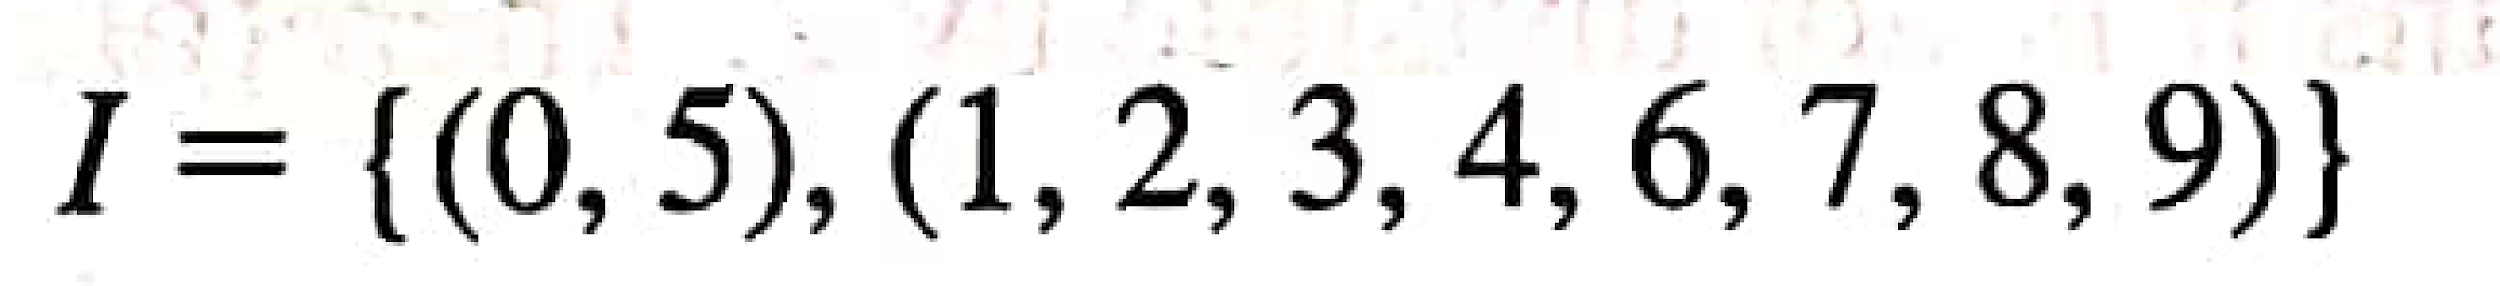 I = {(0, 5), (1, 2, 3, 4, 6, 7, 8, 9)}